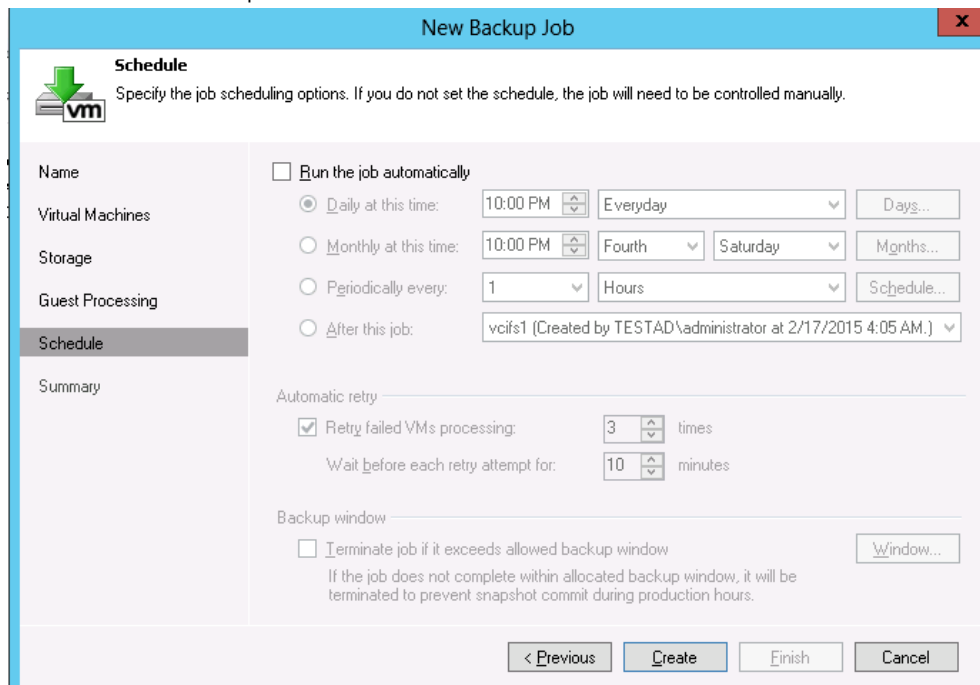 New Backup Job
x
Schedule
Specify the job scheduling options. If you do not set the schedule, the job will need to be controlled manually.
vm
Name
Virtual Machines
Storage
Guest Processing
Schedule
Summary
Run the job automatically
Daily at this time: 10:00 PM Everyday Days...
Monthly at this time: 10:00 PM Fourth Saturday Months...
Periodically every: 1 Hours Schedule...
After this job: vcifs1 (Created by TESTAD\administrator at 2/17/2015 4:05 AM.)
Automatic retry
Retry failed VMs processing: 3 times
Wait before each retry attempt for: 10 minutes
Backup window
Terminate job if it exceeds allowed backup window Window...
If the job does not complete within allocated backup window, it will be
terminated to prevent snapshot commit during production hours.
< Previous Create Finish Cancel